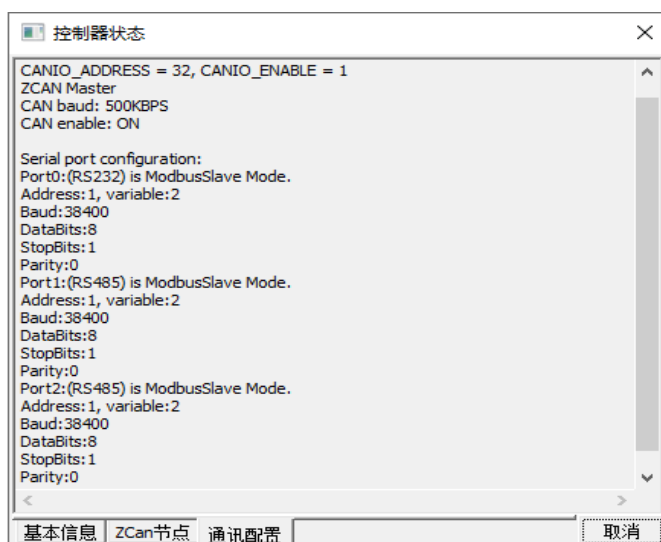 控制器状态
CANIO_ADDRESS = 32, CANIO_ENABLE = 1
ZCAN Master
CAN baud: 500KBPS
CAN enable: ON
Serial port configuration:
Port0:(RS232) is ModbusSlave Mode.
Address:1, variable:2
Baud:38400
DataBits:8
StopBits:1
Parity:0
Port1:(RS485) is ModbusSlave Mode.
Address:1, variable:2
Baud:38400
DataBits:8
StopBits:1
Parity:0
Port2:(RS485) is ModbusSlave Mode.
Address:1, variable:2
Baud:38400
DataBits:8
StopBits:1
Parity:0
基本信息 ZCan节点 通讯配置 取消